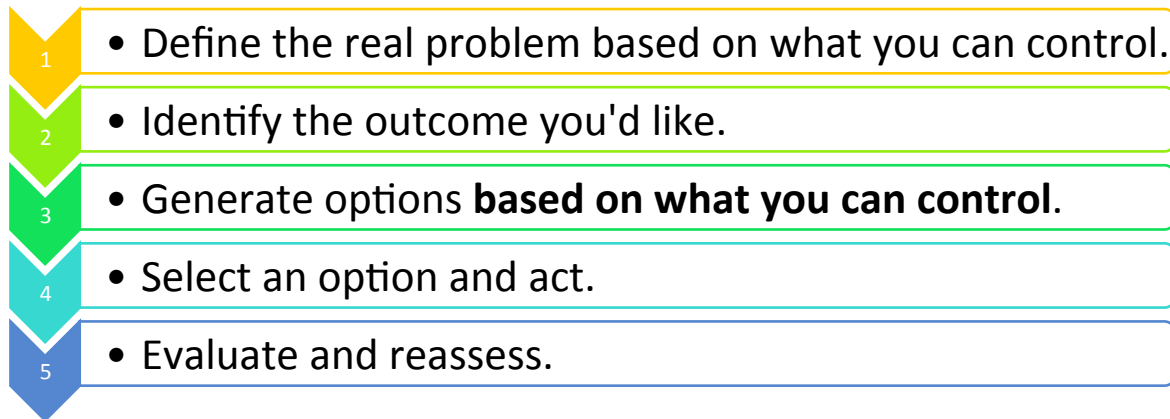 1 • Define the real problem based on what you can control.
2 • Identify the outcome you'd like.
3 • Generate options based on what you can control.
4 • Select an option and act.
5 • Evaluate and reassess.